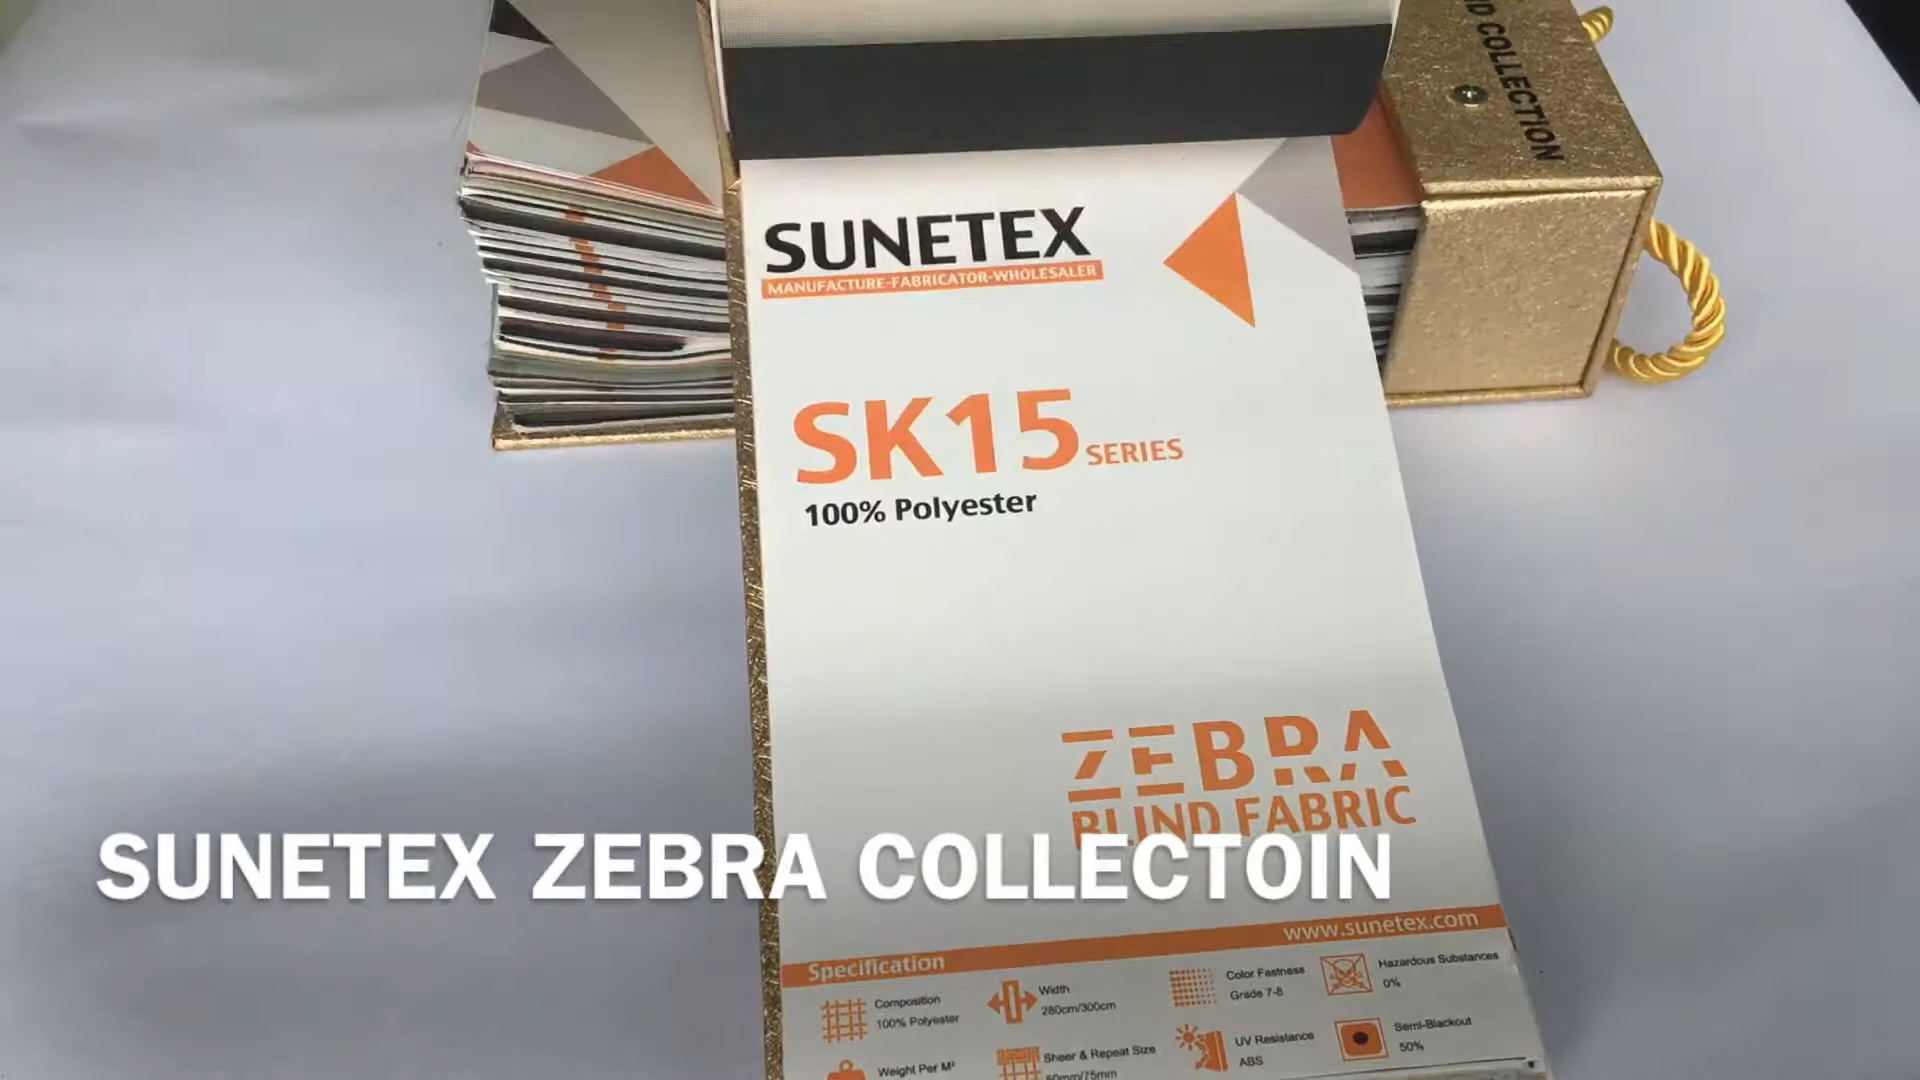 COLLECTION
SUNETEX
MANUFACTURE-FABRICATOR-WHOLESALER
SK15 SERIES
100% Polyester
ZEBRA
BLIND FABRIC
SUNETEX ZEBRA COLLECTOIN
www.sunetex.com
Specification
Composition
100% Polyester
Width
280cm/300cm
Color Fastness
Grade 7-8
Hazardous Substances
0%
Weight Per M²
Sheer & Repeat Size
UV Resistance
ABS
Semi-Blackout
50%